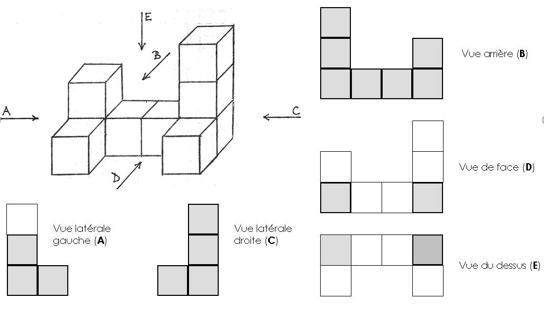 E
B
Vue arrière (B)
A
C
Vue de face (D)
D
Vue latérale
gauche (A)
Vue latérale
droite (C)
Vue du dessus (E)